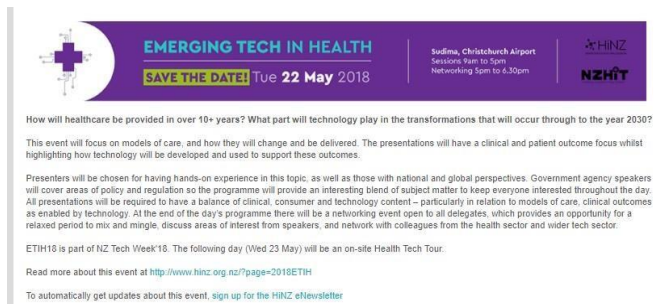 EMERGING TECH IN HEALTH
SAVE THE DATE! Tue 22 May 2018
Sudima, Christchurch Airport
Sessions 9am to 5pm
Networking 5pm to 6.30pm
HiNZ
NZHiT
How will healthcare be provided in over 10+ years? What part will technology play in the transformations that will occur through to the year 2030?
This event will focus on models of care, and how they will change and be delivered. The presentations will have a clinical and patient outcome focus whilst
highlighting how technology will be developed and used to support these outcomes.
Presenters will be chosen for having hands-on experience in this topic, as well as those with national and global perspectives. Government agency speakers
will cover areas of policy and regulation so the programme will provide an interesting blend of subject matter to keep everyone interested throughout the day.
All presentations will be required to have a balance of clinical, consumer and technology content – particularly in relation to models of care, clinical outcomes
as enabled by technology. At the end of the day's programme there will be a networking event open to all delegates, which provides an opportunity for a
relaxed period to mix and mingle, discuss areas of interest from speakers, and network with colleagues from the health sector and wider tech sector.
ETIH18 is part of NZ Tech Week'18. The following day (Wed 23 May) will be an on-site Health Tech Tour.
Read more about this event at http://www.hinz.org.nz/?page=2018ETIH
To automatically get updates about this event, sign up for the HiNZ eNewsletter